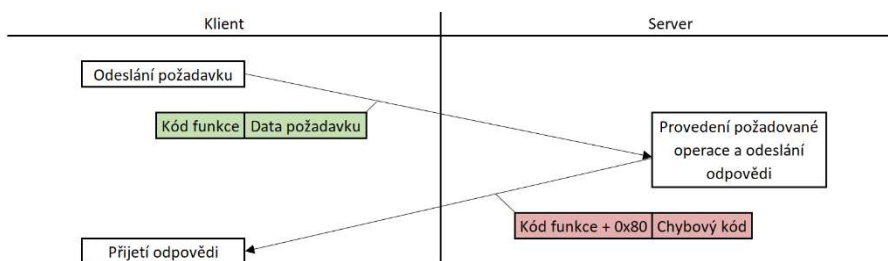 Klient
Server
Odeslání požadavku
Kód funkce Data požadavku
Provedení požadované
operace a odeslání
odpovědi
Kód funkce + 0x80 Chybový kód
Přijetí odpovědi